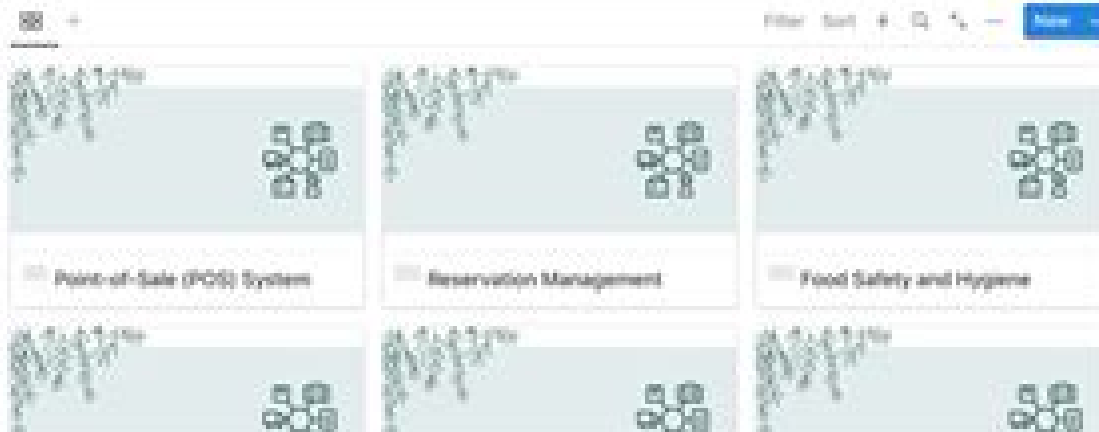 Filter Sort New
Point-of-Sale (POS) System
Reservation Management
Food Safety and Hygiene